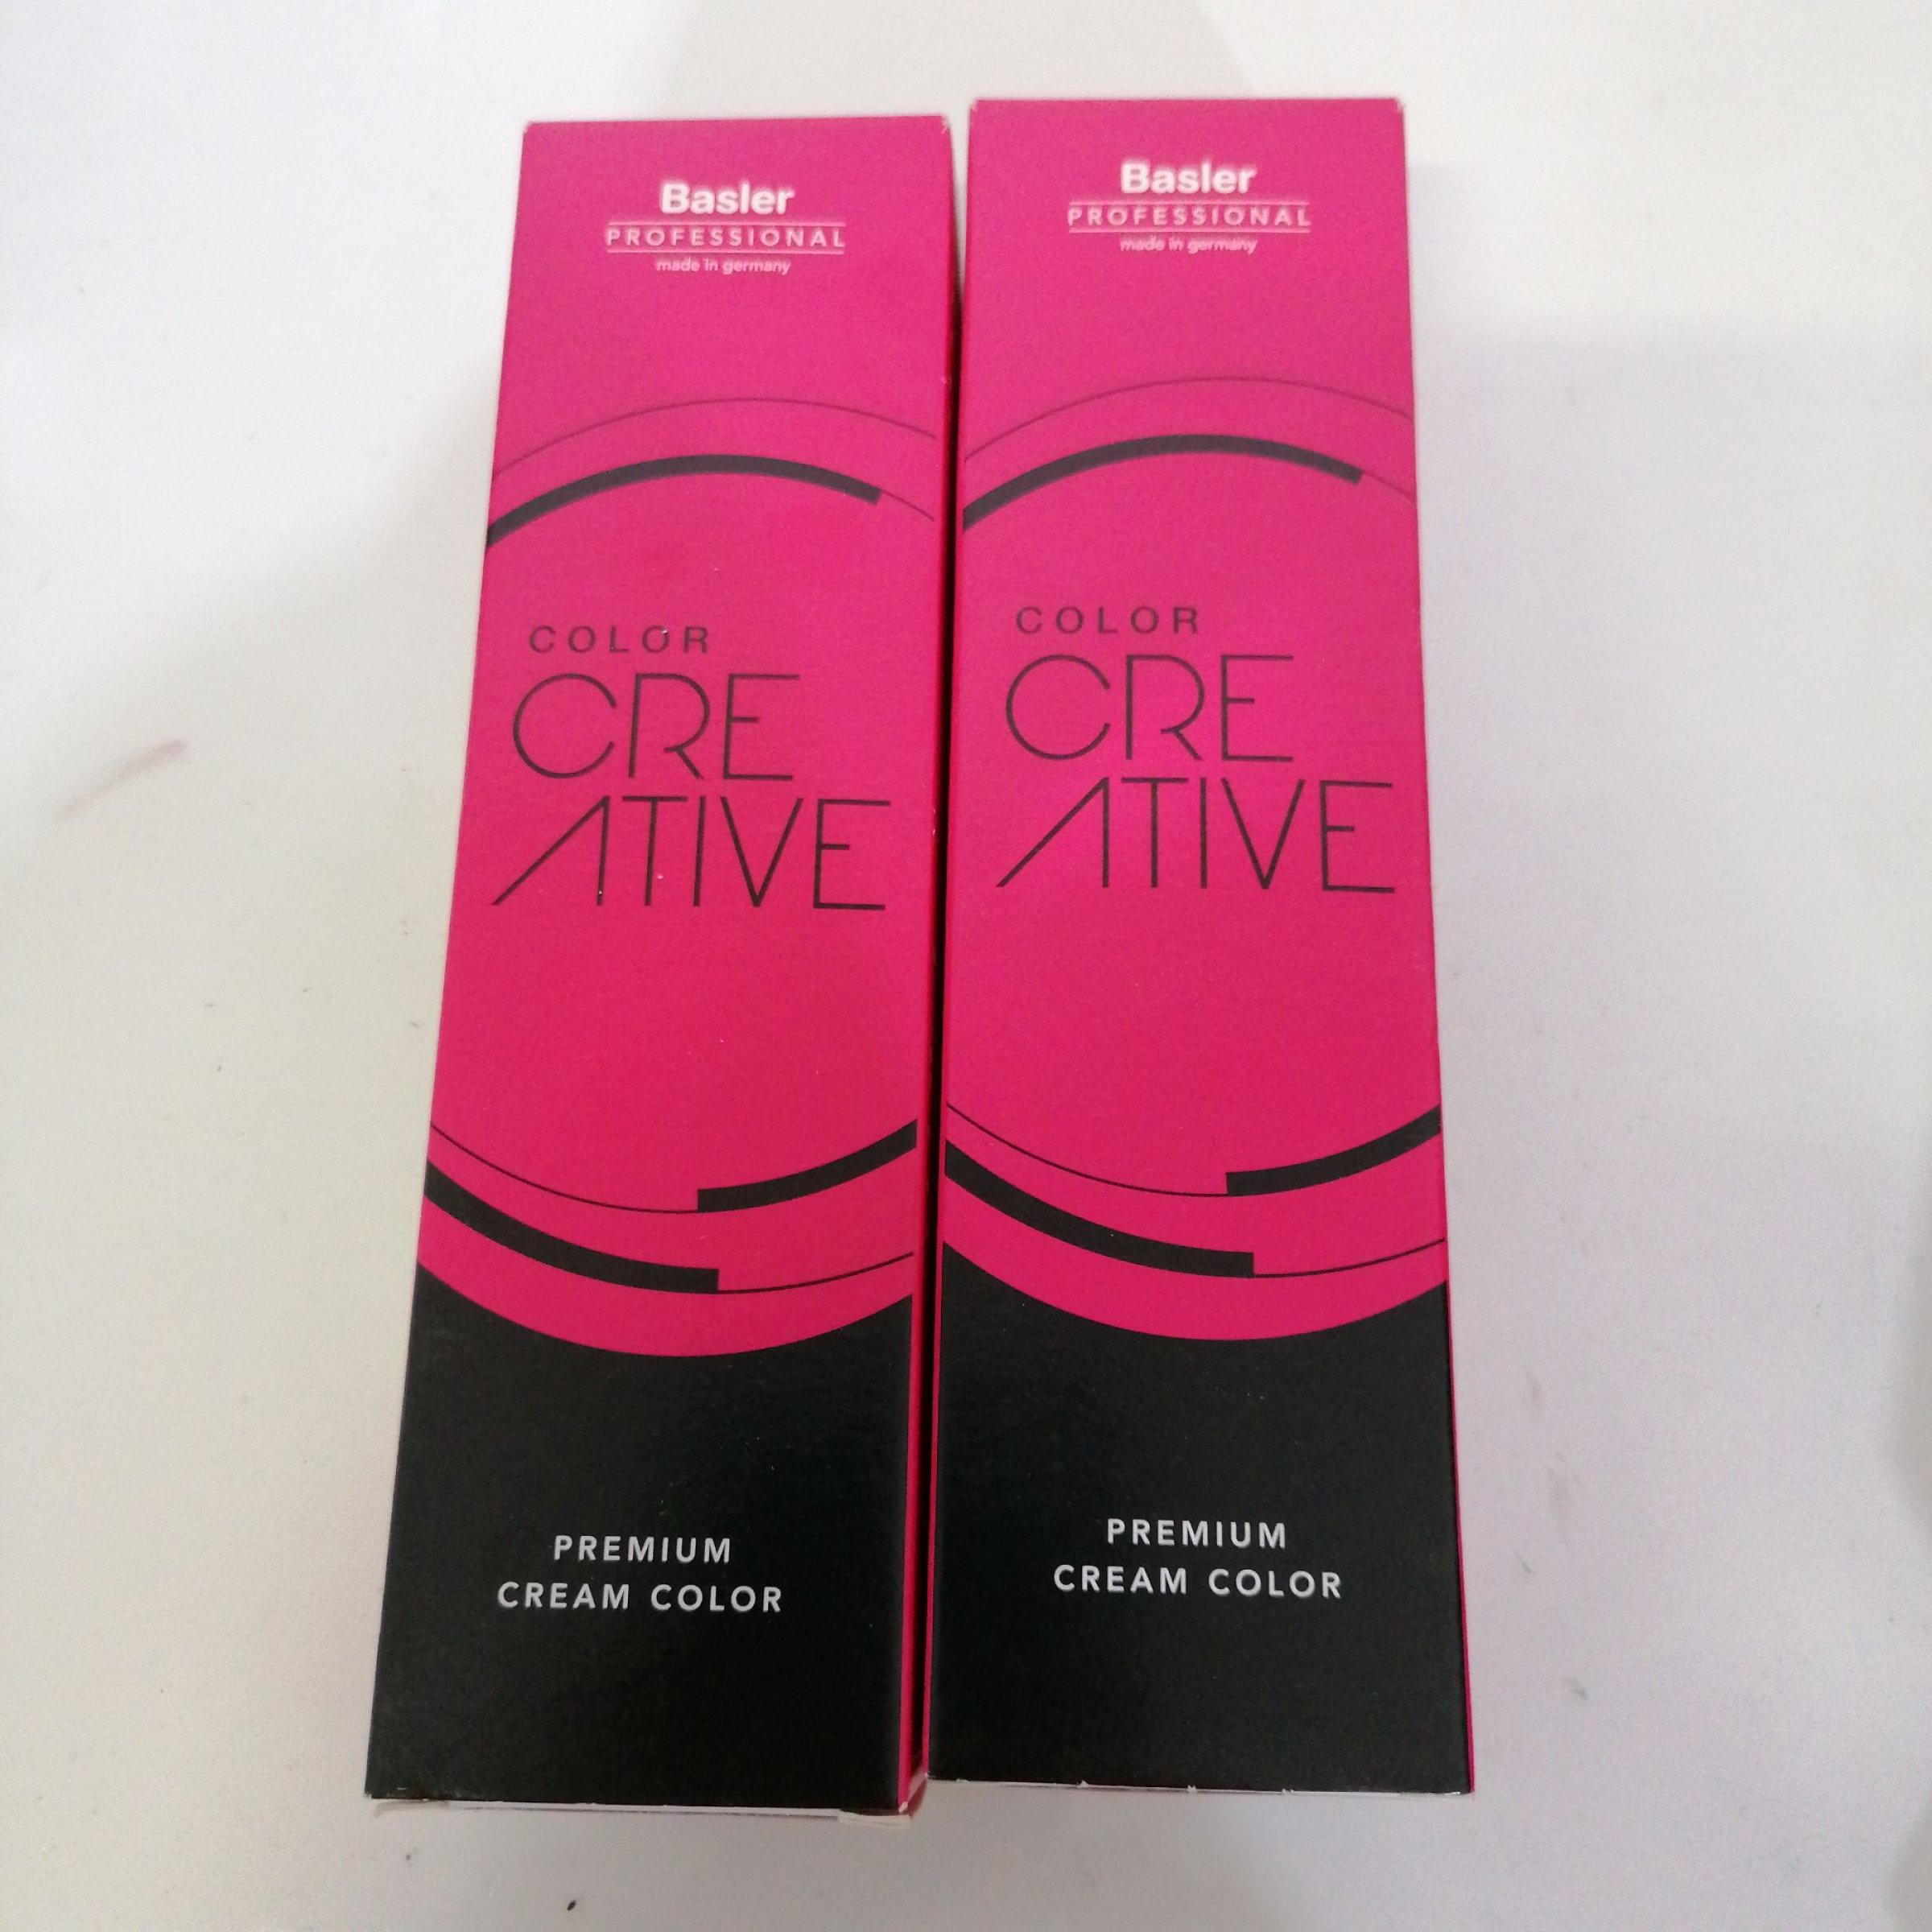 Basler
PROFESSIONAL
made in germany
COLOR
CRE
ATIVE
PREMIUM
CREAM COLOR
Basler
PROFESSIONAL
made in germany
COLOR
CRE
ATIVE
PREMIUM
CREAM COLOR